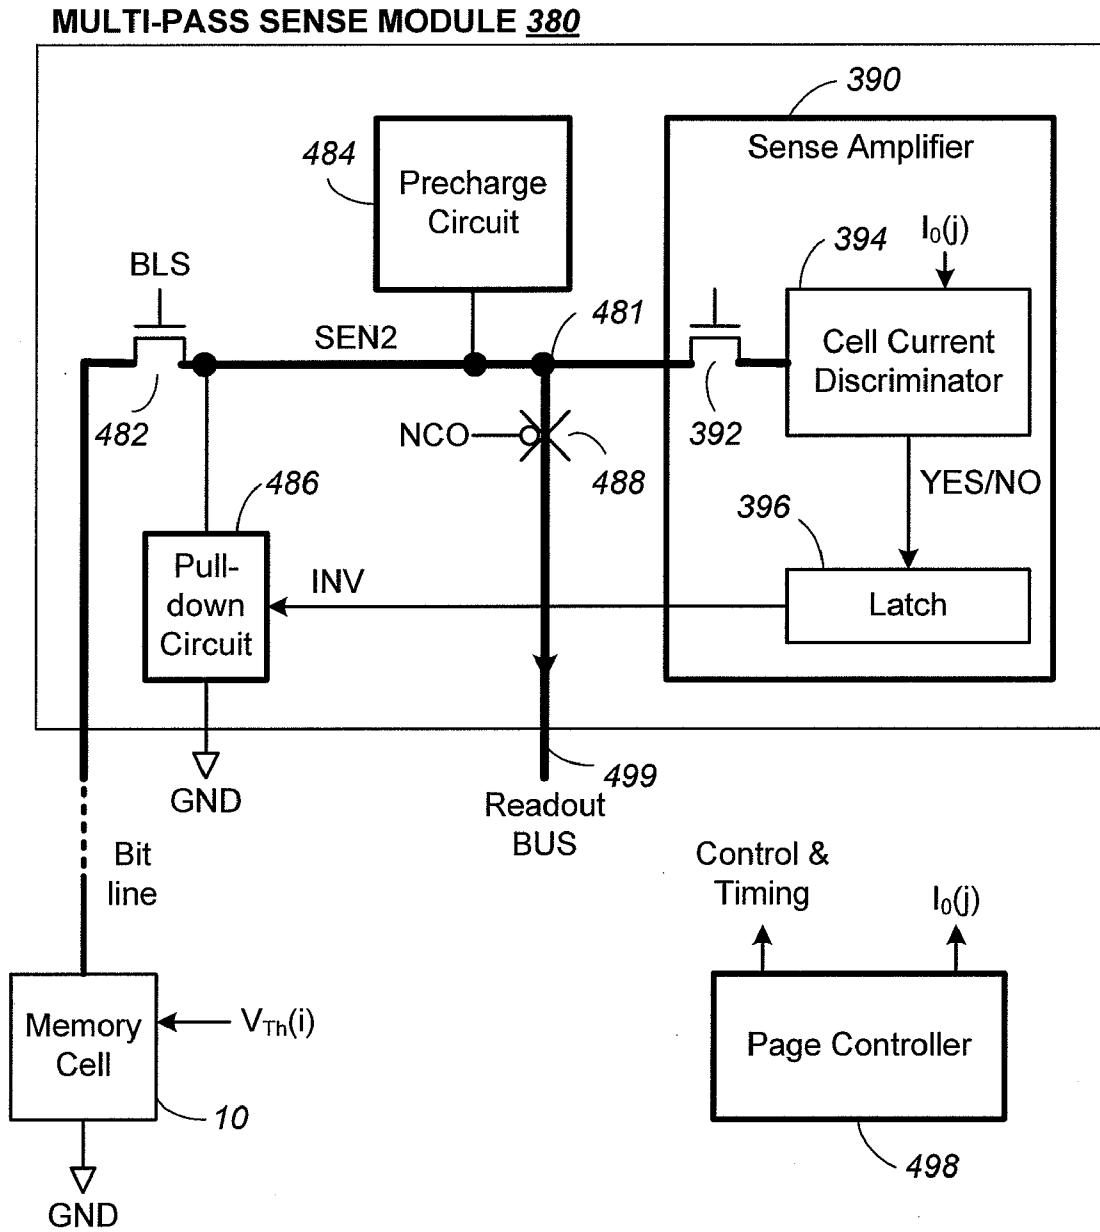 MULTI-PASS SENSE MODULE 380
390
Sense Amplifier
484
Precharge
Circuit
394
I₀(j)
BLS
SEN2
481
Cell Current
Discriminator
482
NCO
392
488
486
YES/NO
396
Pull-
down
Circuit
INV
Latch
GND
499
Readout
BUS
Bit
line
Control &
Timing
I₀(j)
Memory
Cell
V_Th(i)
Page Controller
10
498
GND